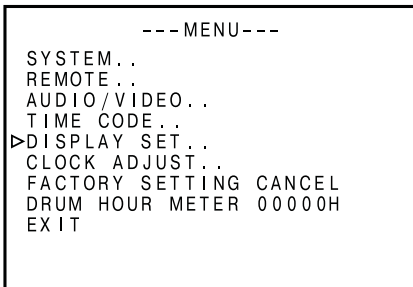 ---MENU---
SYSTEM..
REMOTE..
AUDIO/VIDEO..
TIME CODE..
▷DISPLAY SET..
CLOCK ADJUST..
FACTORY SETTING CANCEL
DRUM HOUR METER 00000H
EXIT